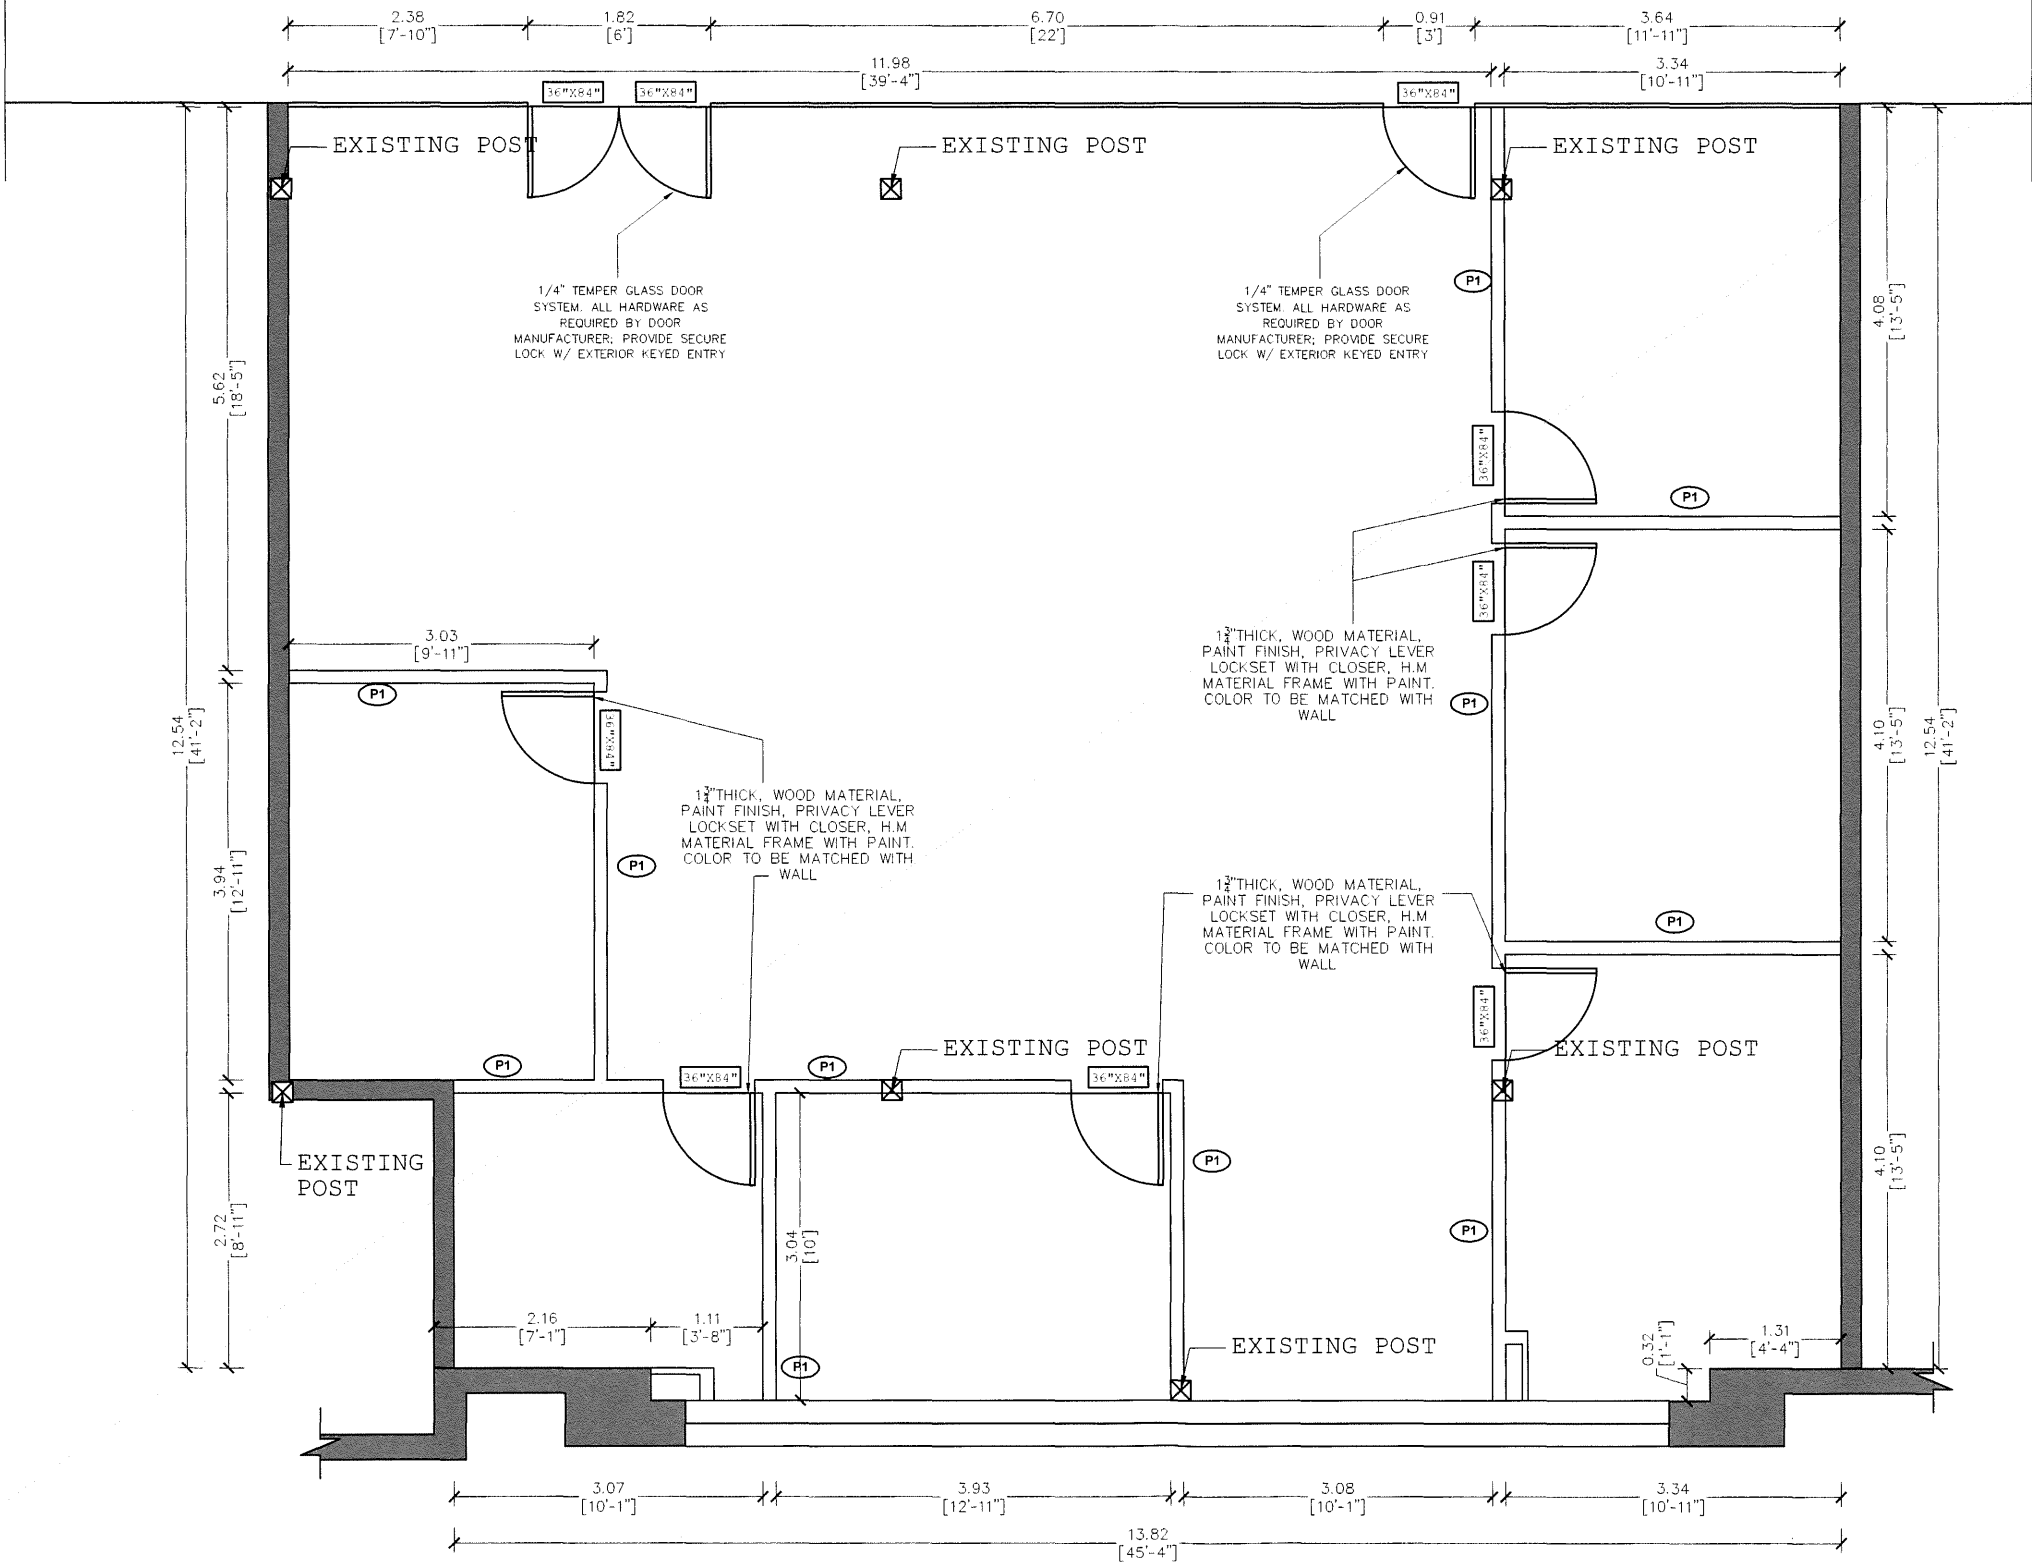 2.38
[7'-10"]
1.82
[6']
6.70
[22']
0.91
[3']
3.64
[11'-11"]
11.98
[39'-4"]
3.34
[10'-11"]
36"X84"
36"X84"
36"X84"
EXISTING POST
EXISTING POST
EXISTING POST
1/4" TEMPER GLASS DOOR
SYSTEM. ALL HARDWARE AS
REQUIRED BY DOOR
MANUFACTURER; PROVIDE SECURE
LOCK W/ EXTERIOR KEYED ENTRY
1/4" TEMPER GLASS DOOR
SYSTEM. ALL HARDWARE AS
REQUIRED BY DOOR
MANUFACTURER; PROVIDE SECURE
LOCK W/ EXTERIOR KEYED ENTRY
P1
4.08
[13'-5"]
5.62
[18'-5"]
36"X84"
P1
36"X84"
3.03
[9'-11"]
P1
36"X84"
1¾"THICK, WOOD MATERIAL,
PAINT FINISH, PRIVACY LEVER
LOCKSET WITH CLOSER, H.M
MATERIAL FRAME WITH PAINT.
COLOR TO BE MATCHED WITH
WALL
P1
12.54
[41'-2"]
4.10
[13'-5"]
12.54
[41'-2"]
1¾"THICK, WOOD MATERIAL,
PAINT FINISH, PRIVACY LEVER
LOCKSET WITH CLOSER, H.M
MATERIAL FRAME WITH PAINT.
COLOR TO BE MATCHED WITH
WALL
P1
3.94
[12'-11"]
1¾"THICK, WOOD MATERIAL,
PAINT FINISH, PRIVACY LEVER
LOCKSET WITH CLOSER, H.M
MATERIAL FRAME WITH PAINT.
COLOR TO BE MATCHED WITH
WALL
P1
36"X84"
EXISTING POST
EXISTING POST
P1
36"X84"
P1
36"X84"
EXISTING
POST
P1
4.10
[13'-5"]
2.72
[8'-11"]
3.04
[10']
P1
2.16
[7'-1"]
1.11
[3'-8"]
P1
EXISTING POST
0.32
[1'-1"]
1.31
[4'-4"]
3.07
[10'-1"]
3.93
[12'-11"]
3.08
[10'-1"]
3.34
[10'-11"]
13.82
[45'-4"]